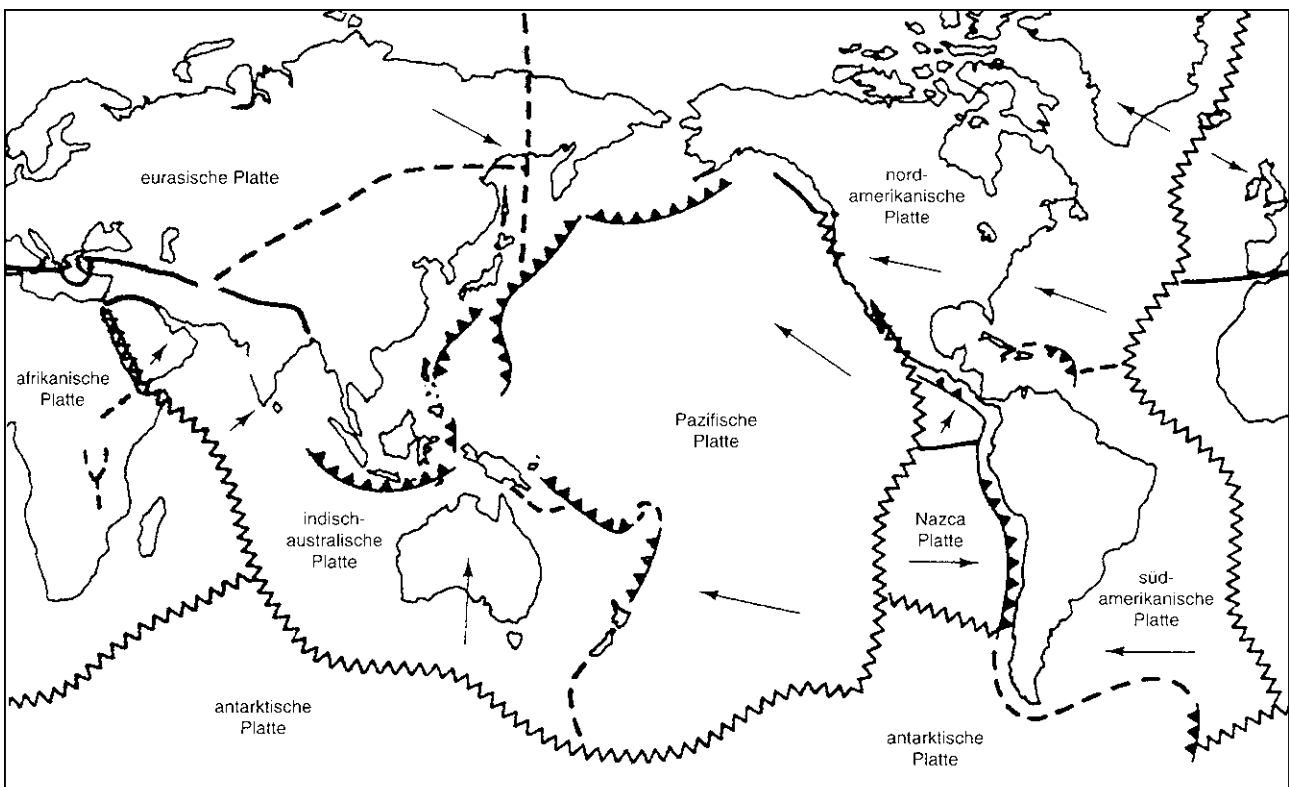 eurasische Platte
nord-
amerikanische
Platte
afrikanische
Platte
Pazifische
Platte
indisch-
australische
Platte
Nazca
Platte
süd-
amerikanische
Platte
antarktische
Platte
antarktische
Platte